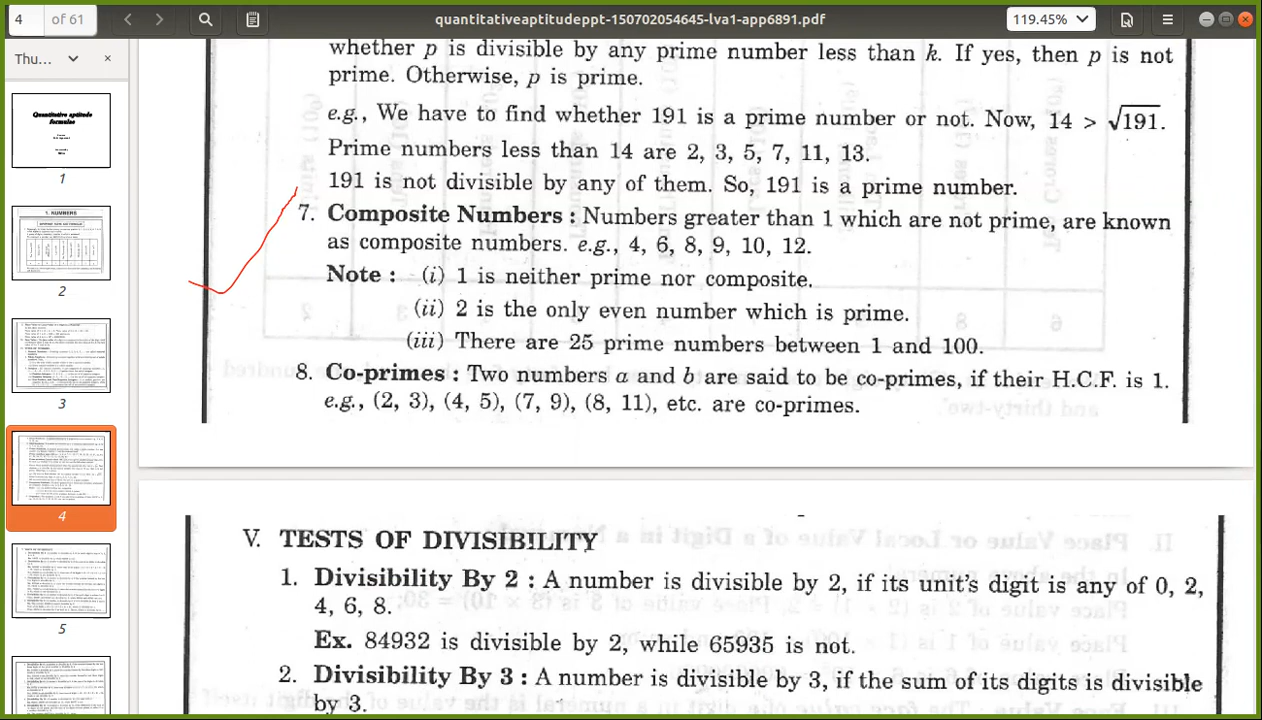 4 of 61
quantitativeaptitudeppt-150702054645-lva1-app6891.pdf
119.45%
Thu...
Quantitative aptitude
formulae
1
1. NUMBERS
2
3
4
5
whether p is divisible by any prime number less than k. If yes, then p is not
prime. Otherwise, p is prime.
e.g., We have to find whether 191 is a prime number or not. Now, 14 > √191.
Prime numbers less than 14 are 2, 3, 5, 7, 11, 13.
191 is not divisible by any of them. So, 191 is a prime number.
7. Composite Numbers : Numbers greater than 1 which are not prime, are known
as composite numbers. e.g., 4, 6, 8, 9, 10, 12.
Note : (i) 1 is neither prime nor composite.
(ii) 2 is the only even number which is prime.
(iii) There are 25 prime numbers between 1 and 100.
8. Co-primes : Two numbers a and b are said to be co-primes, if their H.C.F. is 1.
e.g., (2, 3), (4, 5), (7, 9), (8, 11), etc. are co-primes.
V. TESTS OF DIVISIBILITY
1. Divisibility By 2 : A number is divisible by 2, if its unit's digit is any of 0, 2,
4, 6, 8.
Ex. 84932 is divisible by 2, while 65935 is not.
2. Divisibility By 3 : A number is divisible by 3, if the sum of its digits is divisible
by 3.